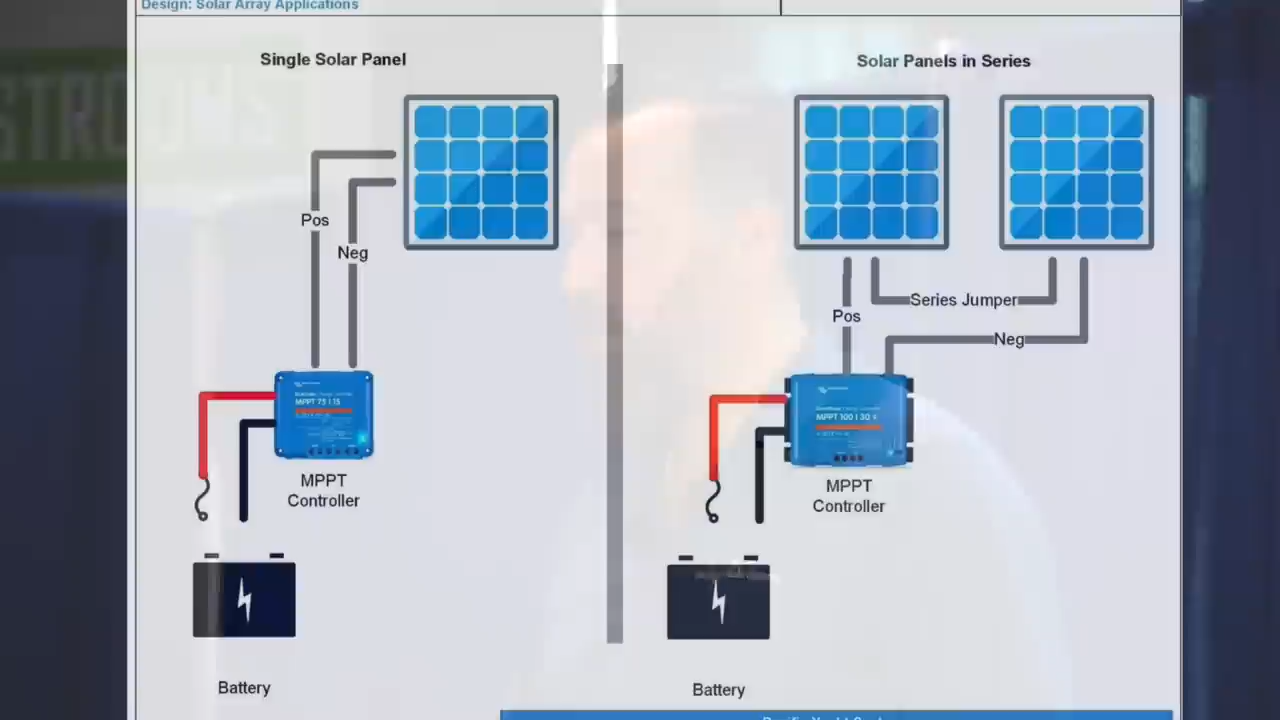 Design: Solar Array Applications
Single Solar Panel
Solar Panels in Series
Pos
Neg
Series Jumper
Pos
Neg
MPPT 75 | 15
MPPT 100 | 30
MPPT
Controller
MPPT
Controller
Battery
Battery